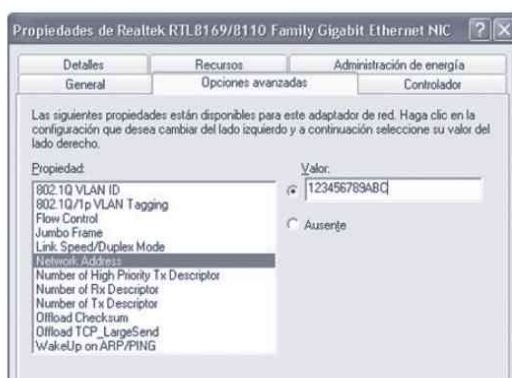 Propiedades de Realtek RTL8169/8110 Family Gigabit Ethernet NIC
Detalles
Recursos
Administración de energía
General
Opciones avanzadas
Controlador
Las siguientes propiedades están disponibles para este adaptador de red. Haga clic en la
configuración que desea cambiar del lado izquierdo y a continuación seleccione su valor del
lado derecho.
Propiedad:
802.1Q VLAN ID
802.1Q/1p VLAN Tagging
Flow Control
Jumbo Frame
Link Speed/Duplex Mode
Network Address
Number of High Priority Tx Descriptor
Number of Rx Descriptor
Number of Tx Descriptor
Offload Checksum
Offload TCP_LargeSend
WakeUp on ARP/PING
Valor:
123456789ABC
Ausente